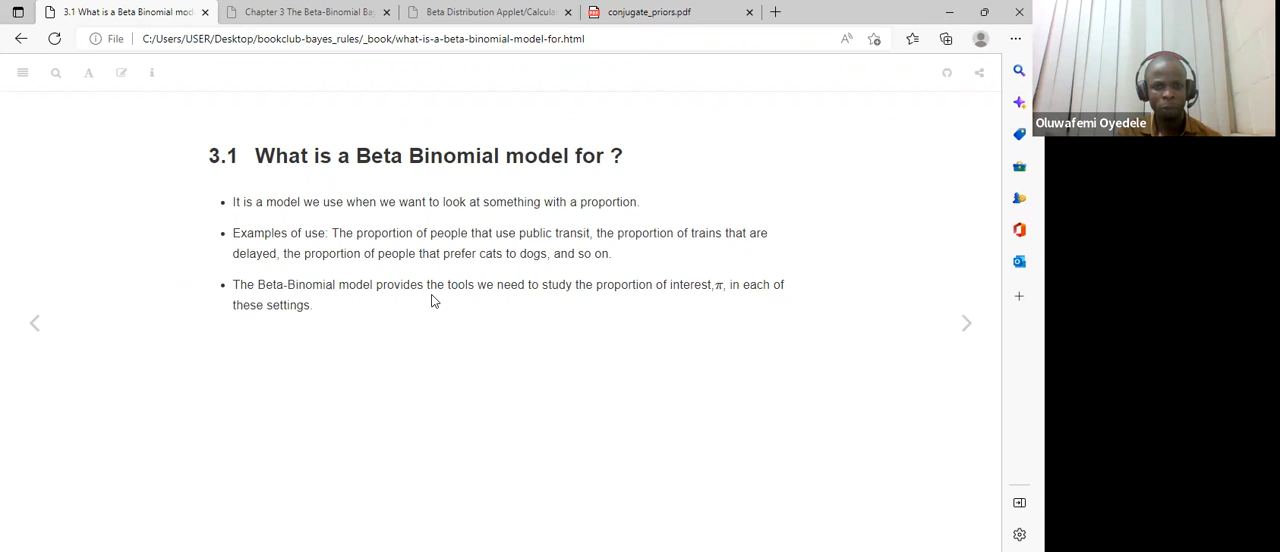 3.1 What is a Beta Binomial mod
Chapter 3 The Beta-Binomial Ba
Beta Distribution Applet/Calcula
conjugate_priors.pdf
File
C:/Users/USER/Desktop/bookclub-bayes_rules/_book/what-is-a-beta-binomial-model-for.html
Oluwafemi Oyedele
3.1 What is a Beta Binomial model for ?
• It is a model we use when we want to look at something with a proportion.
• Examples of use: The proportion of people that use public transit, the proportion of trains that are
delayed, the proportion of people that prefer cats to dogs, and so on.
• The Beta-Binomial model provides the tools we need to study the proportion of interest,π, in each of
these settings.